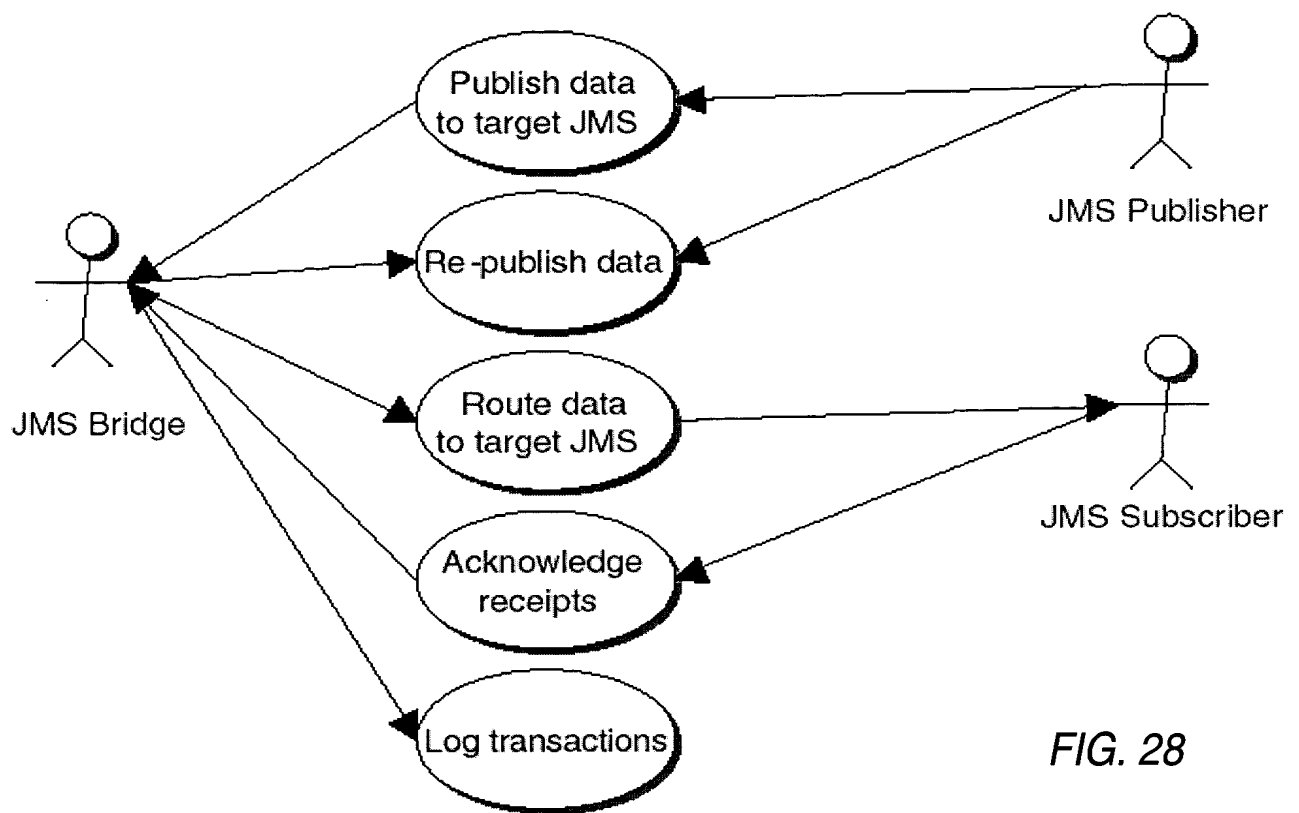 Publish data
to target JMS
JMS Publisher
Re-publish data
JMS Bridge
Route data
to target JMS
JMS Subscriber
Acknowledge
receipts
Log transactions
FIG. 28